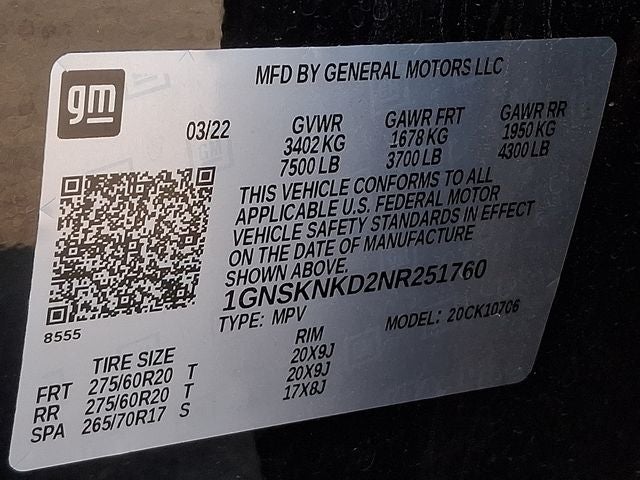 gm
MFD BY GENERAL MOTORS LLC
03/22 GVWR GAWR FRT GAWR RR
3402 KG 1678 KG 1950 KG
7500 LB 3700 LB 4300 LB
THIS VEHICLE CONFORMS TO ALL
APPLICABLE U.S. FEDERAL MOTOR
VEHICLE SAFETY STANDARDS IN EFFECT
ON THE DATE OF MANUFACTURE
SHOWN ABOVE.
1GNSKNKD2NR251760
TYPE: MPV MODEL: 20CK10706
8555
TIRE SIZE RIM
FRT 275/60R20 T 20X9J
RR 275/60R20 T 20X9J
SPA 265/70R17 S 17X8J